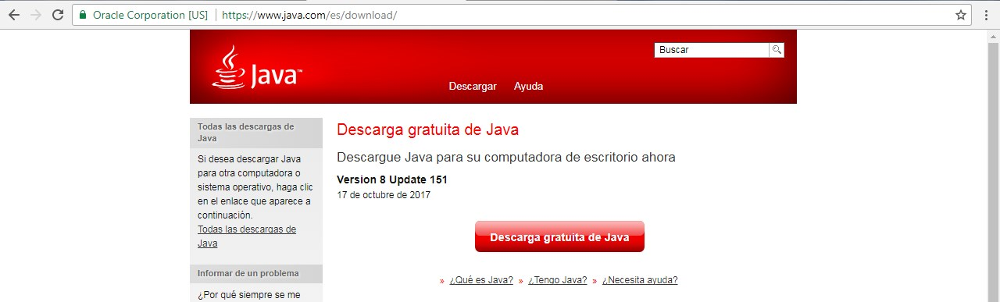 Oracle Corporation [US] https://www.java.com/es/download/
Buscar
Java™
Descargar Ayuda
Todas las descargas de
Java
Si desea descargar Java
para otra computadora o
sistema operativo, haga clic
en el enlace que aparece a
continuación.
Todas las descargas de
Java
Informar de un problema
¿Por qué siempre se me
Descarga gratuita de Java
Descargue Java para su computadora de escritorio ahora
Version 8 Update 151
17 de octubre de 2017
Descarga gratuita de Java
» ¿Qué es Java? » ¿Tengo Java? » ¿Necesita ayuda?